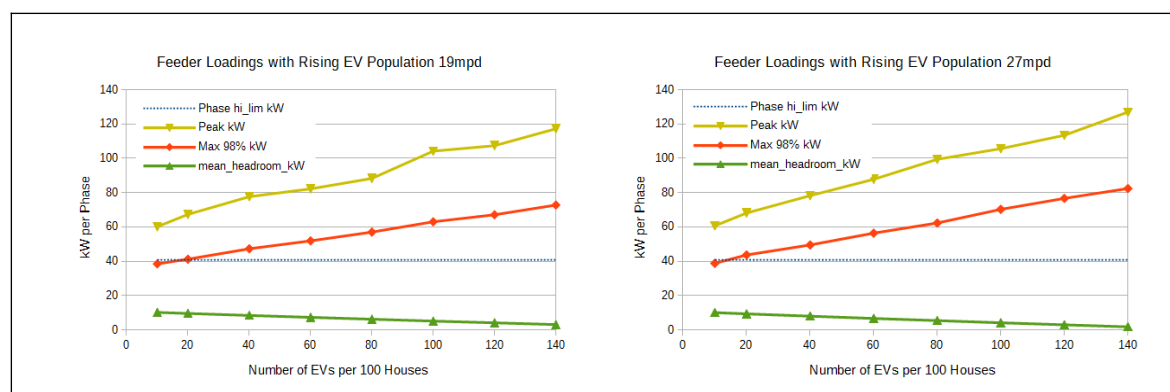 Feeder Loadings with Rising EV Population 19mpd
140
120
100
80
60
40
20
0
kW per Phase
Phase hi_lim kW
Peak kW
Max 98% kW
mean_headroom_kW
0 20 40 60 80 100 120 140
Number of EVs per 100 Houses
Feeder Loadings with Rising EV Population 27mpd
140
120
100
80
60
40
20
0
kW per Phase
Phase hi_lim kW
Peak kW
Max 98% kW
mean_headroom_kW
0 20 40 60 80 100 120 140
Number of EVs per 100 Houses